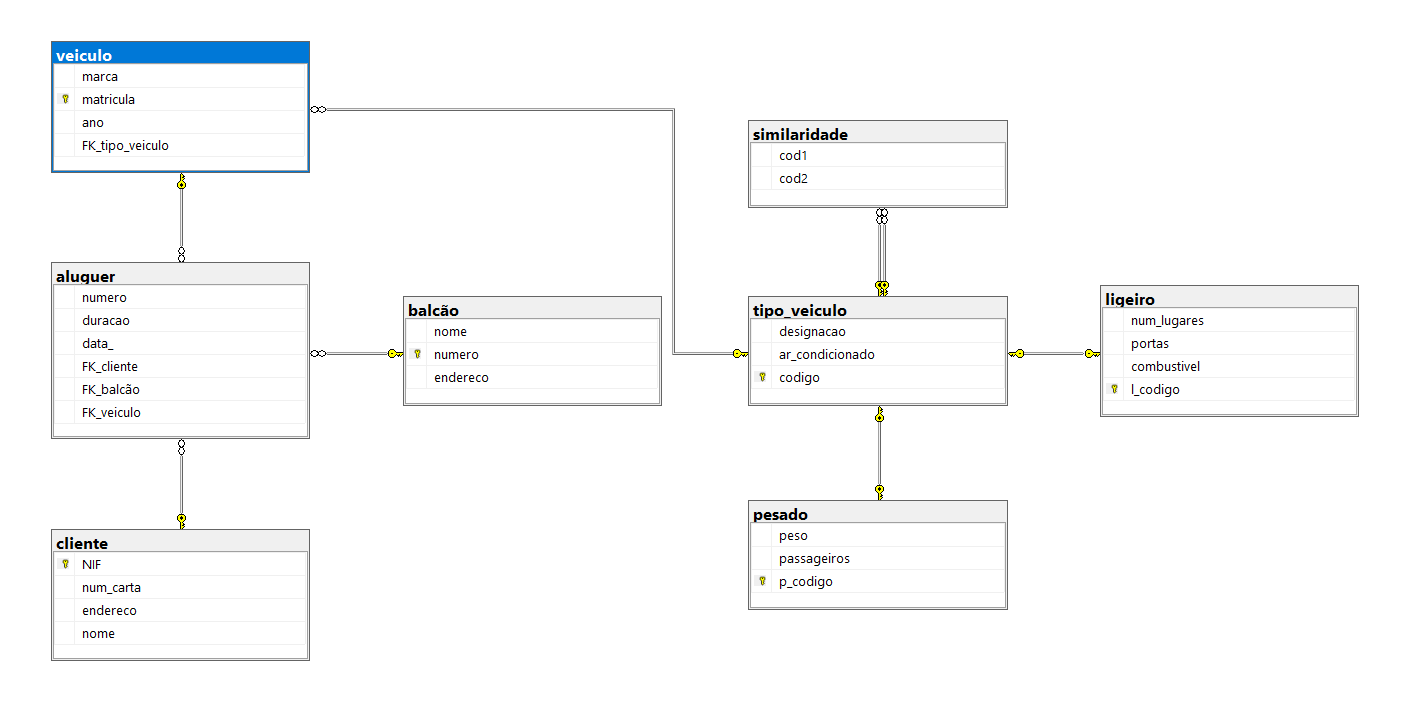 veiculo
marca
matricula
ano
FK_tipo_veiculo
similaridade
cod1
cod2
aluguer
numero
duracao
data_
FK_cliente
FK_balcão
FK_veiculo
balcão
nome
numero
endereco
tipo_veiculo
designacao
ar_condicionado
codigo
ligeiro
num_lugares
portas
combustivel
l_codigo
cliente
NIF
num_carta
endereco
nome
pesado
peso
passageiros
p_codigo